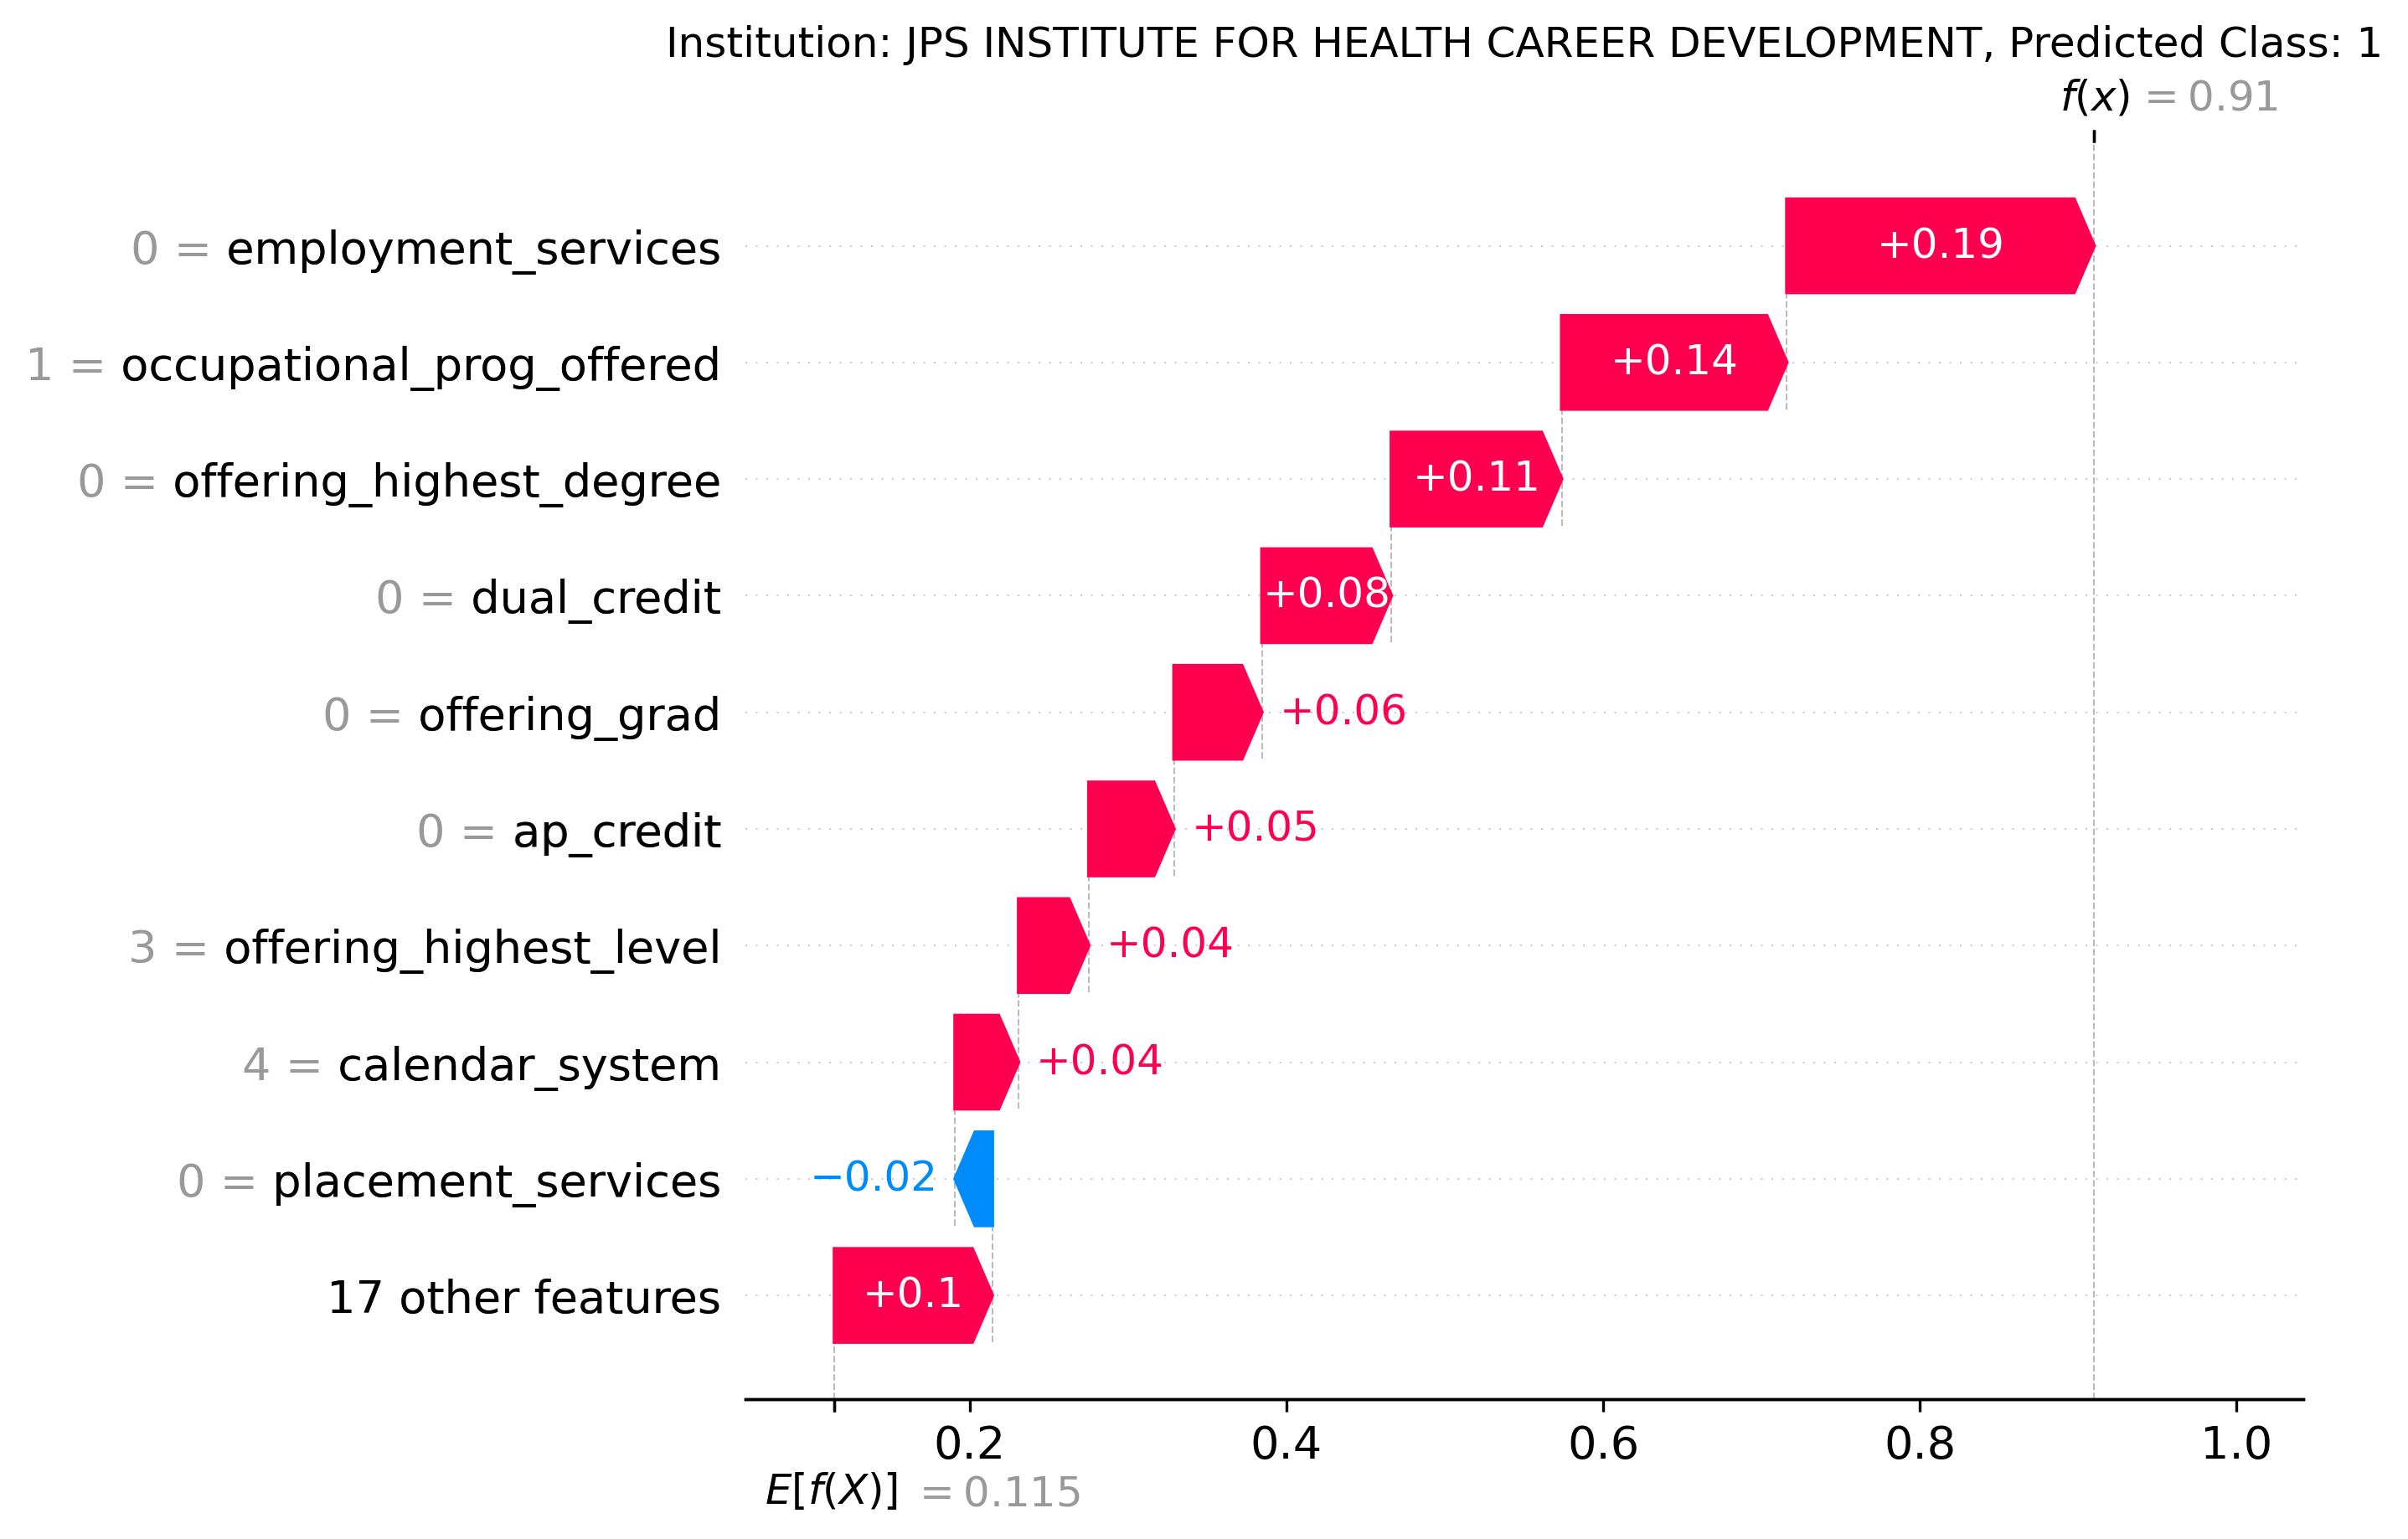 Institution: JPS INSTITUTE FOR HEALTH CAREER DEVELOPMENT, Predicted Class: 1
f(x) = 0.91
0 = employment_services +0.19
1 = occupational_prog_offered +0.14
0 = offering_highest_degree +0.11
0 = dual_credit +0.08
0 = offering_grad +0.06
0 = ap_credit +0.05
3 = offering_highest_level +0.04
4 = calendar_system +0.04
0 = placement_services −0.02
17 other features +0.1
0.2 0.4 0.6 0.8 1.0
E[f(X)] = 0.115